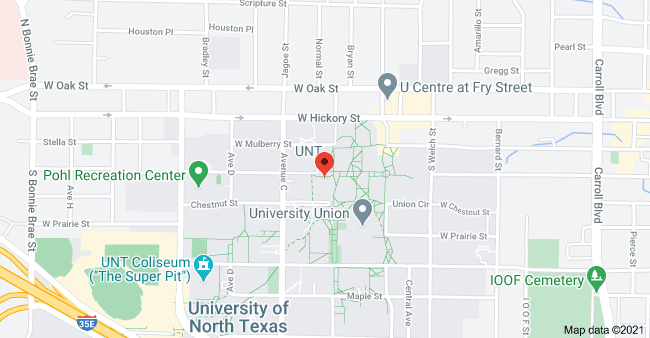 Scripture St
Houston Pl
Houston Pl
N Bonnie Brae St
Bradley St
Jagoe St
Normal St
Bryan St
Amarillo St
Pearl St
Carroll Blvd
Gregg St
W Oak St
W Oak St
U Centre at Fry Street
W Hickory St
Stella St
W Mulberry St
UNT
S Welch St
Bernard St
Pohl Recreation Center
Ave D
Avenue C
Ave H
Chestnut St
University Union
Union Cir
W Chestnut St
Carroll Blvd
S Bonnie Brae St
W Prairie St
W Prairie St
Pierce St
UNT Coliseum
("The Super Pit")
Ave D
IOOF Cemetery
Maple St
Central Ave
I O O F St
University of
North Texas
35E
Map data ©2021